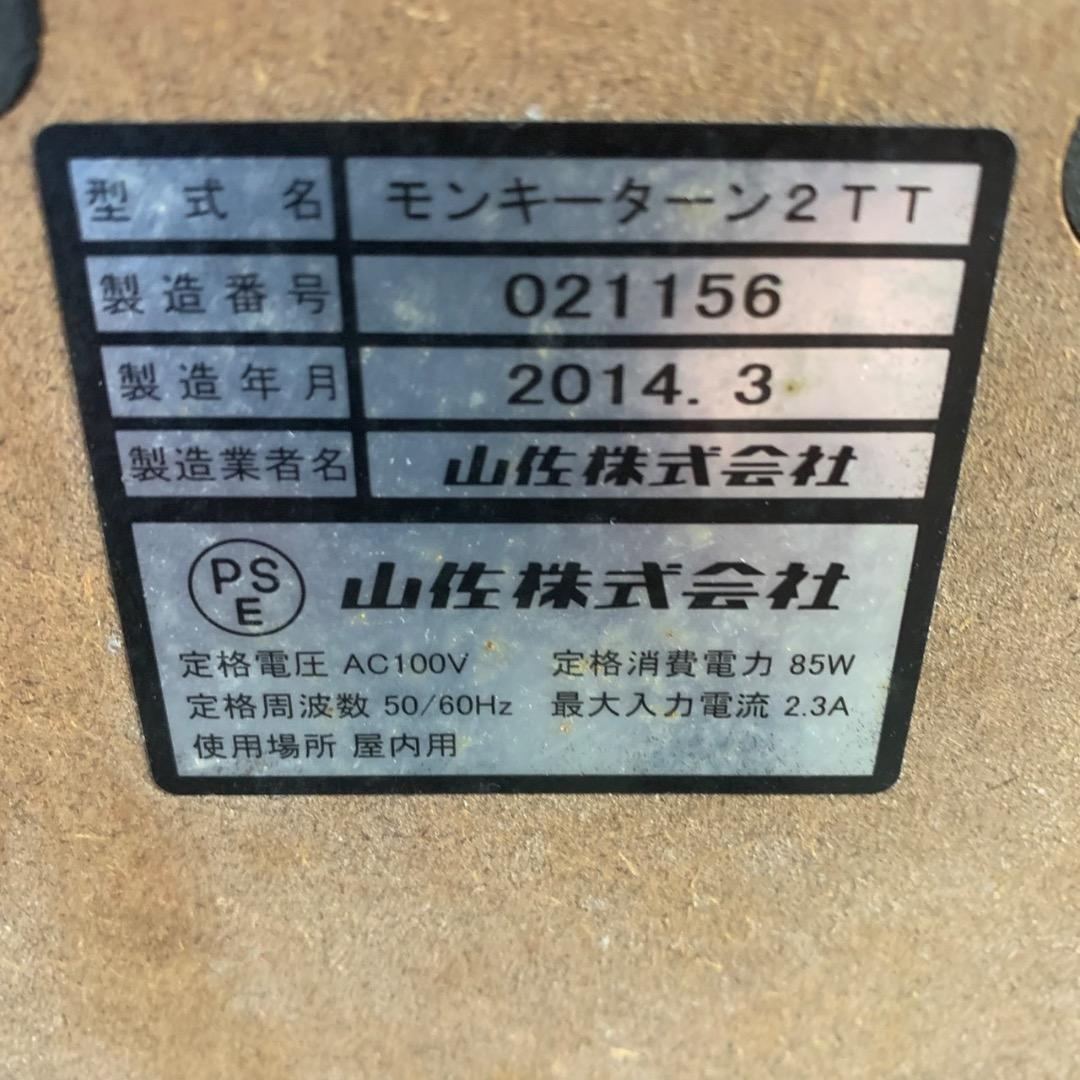 型式名 モンキーターン2TT
製造番号 021156
製造年月 2014.3
製造業者名 山佐株式会社
PSE 山佐株式会社
定格電圧 AC100V 定格消費電力 85W
定格周波数 50/60Hz 最大入力電流 2.3A
使用場所 屋内用